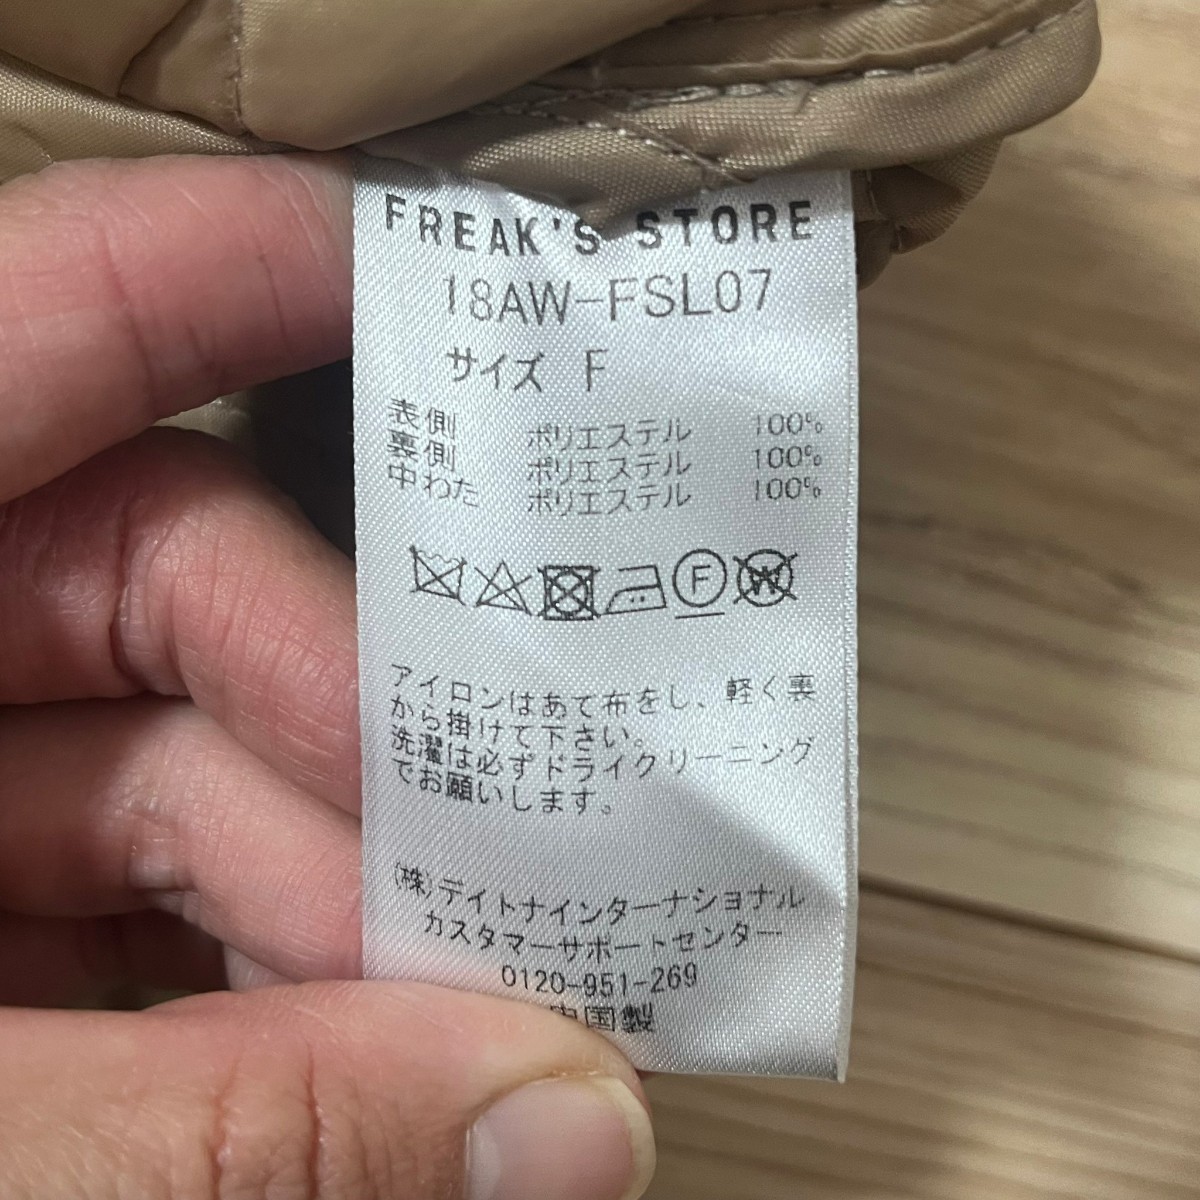 FREAK'S STORE
18AW-FSL07
サイズ F
表側 ポリエステル 100%
裏側 ポリエステル 100%
中わた ポリエステル 100%
F W
アイロンはあて布をし、軽く裏
から掛けて下さい。
洗濯は必ずドライクリーニング
でお願いします。
(株)デイトナインターナショナル
カスタマーサポートセンター
0120-951-269
中国製